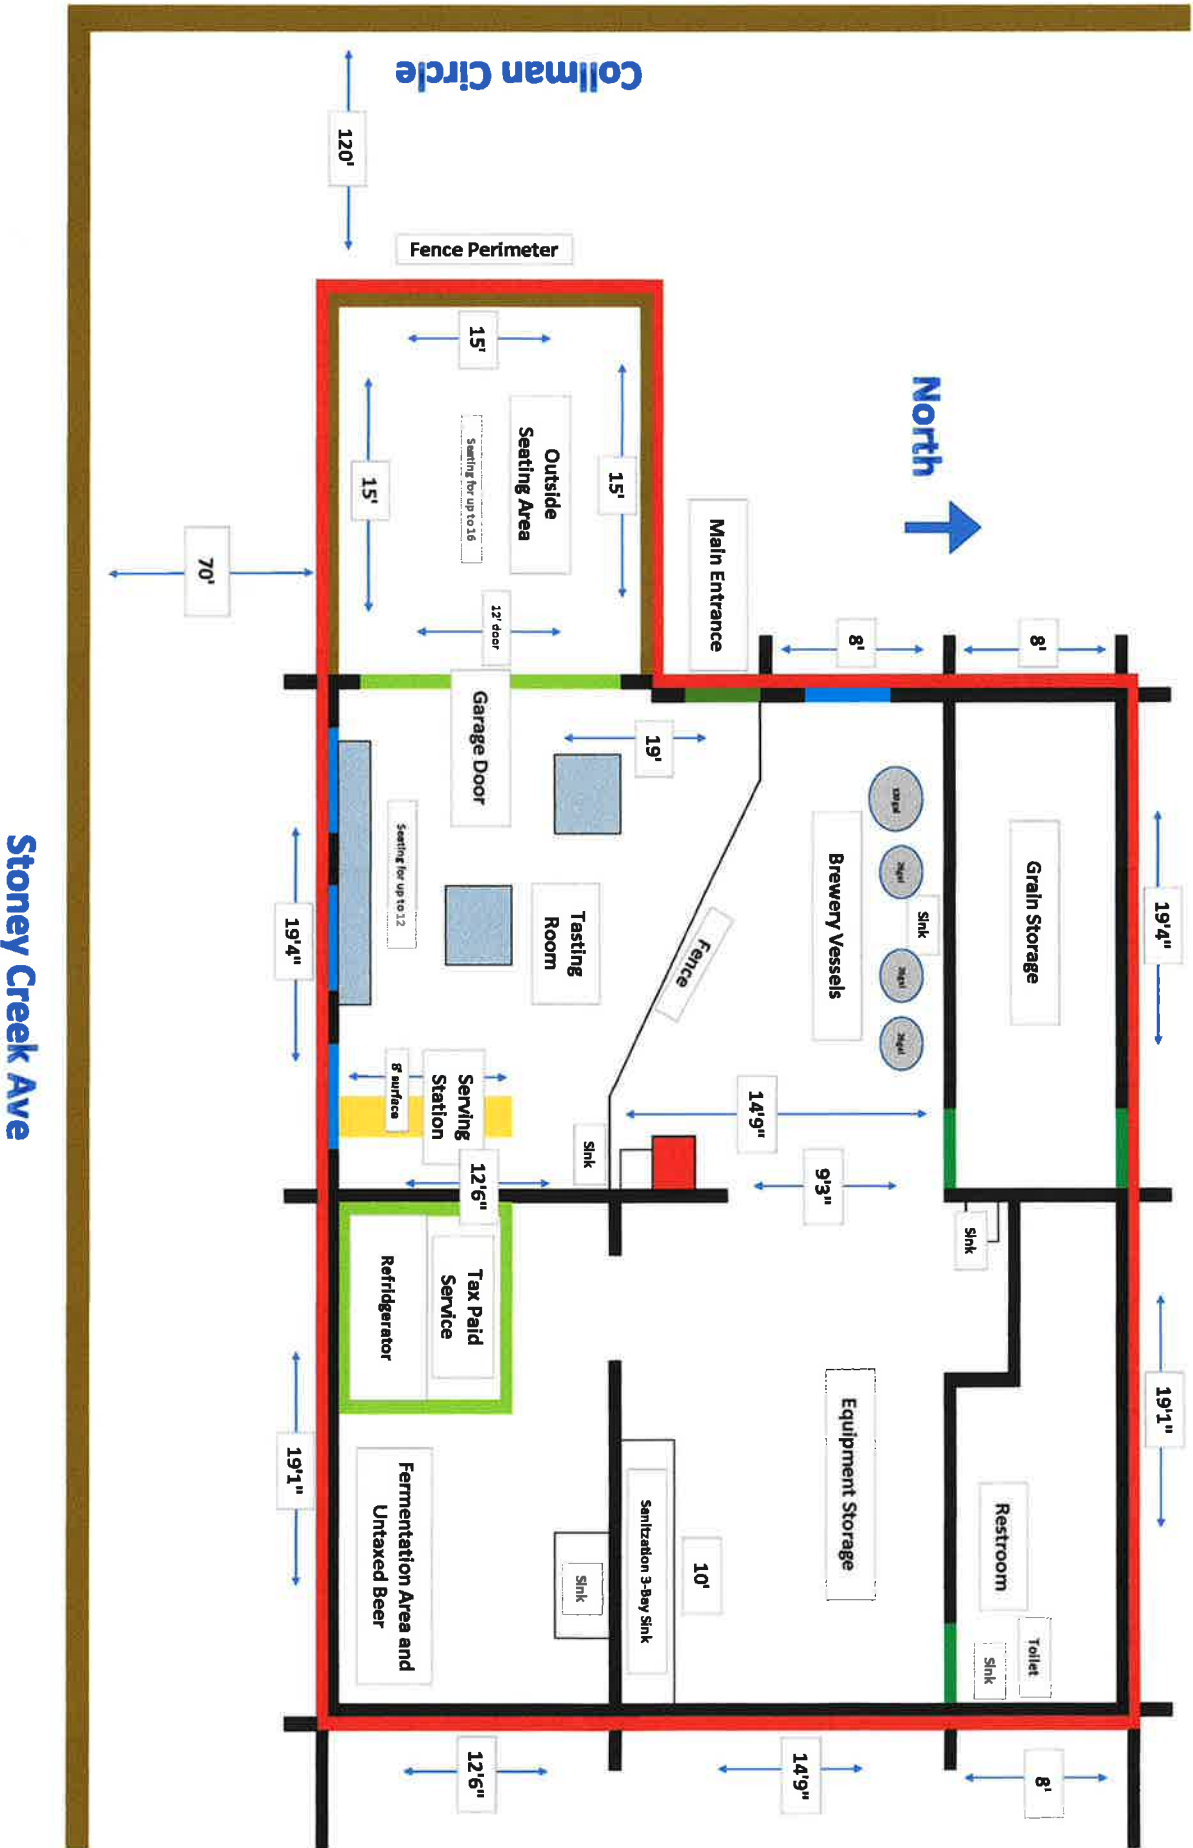 Collman Circle
120'
Fence Perimeter
15'
15'
15'
Outside
Seating Area
Seating for up to 16
12' door
70'
North
Main Entrance
8'
8'
Garage Door
19'
Tasting
Room
Seating for up to 12
Fence
Brewery Vessels
Sink
Grain Storage
19'4"
19'4"
Serving
Station
8' surface
Sink
14'9"
12'6"
9'3"
Sink
Tax Paid
Service
Refridgerator
Fermentation Area and
Untaxed Beer
Sink
Sanitzation 3-Bay Sink
10'
Equipment Storage
Restroom
Toilet
Sink
19'1"
19'1"
12'6"
14'9"
8'
Stoney Creek Ave